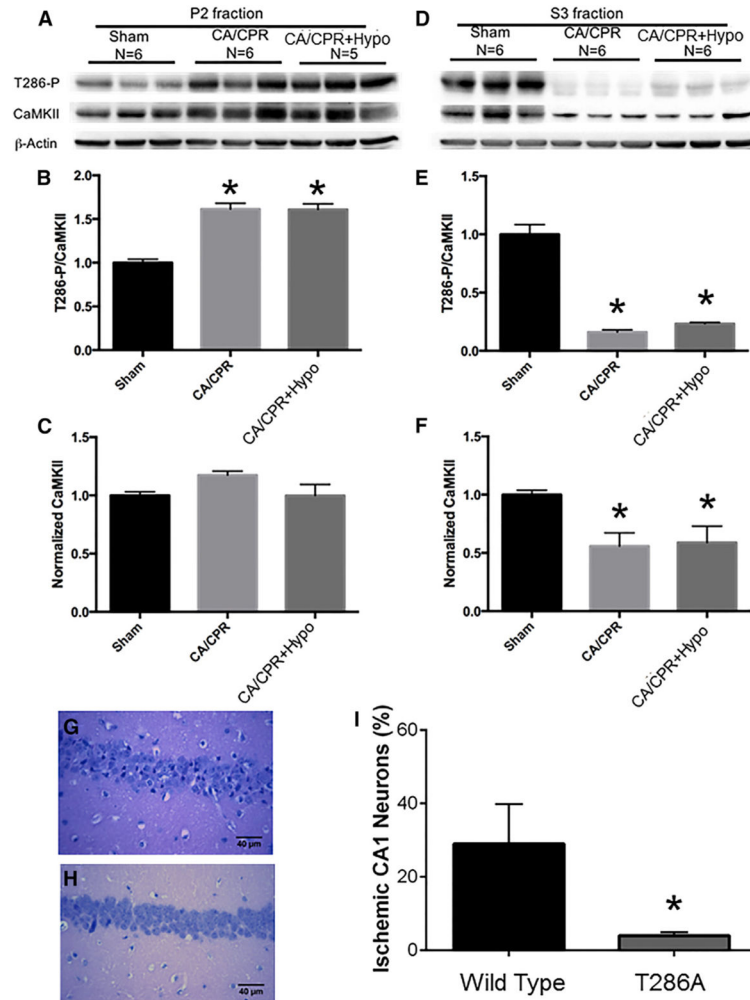 A
P2 fraction
Sham CA/CPR CA/CPR+Hypo
N=6 N=6 N=5
T286-P
CaMKII
β-Actin
D
S3 fraction
Sham CA/CPR CA/CPR+Hypo
N=6 N=6 N=6
B
T286-P/CaMKII
2.0
1.5
1.0
0.5
0.0
* *
Sham CA/CPR CA/CPR+Hypo
E
T286-P/CaMKII
1.5
1.0
0.5
0.0
* *
Sham CA/CPR CA/CPR+Hypo
C
Normalized CaMKII
1.5
1.0
0.5
0.0
Sham CA/CPR CA/CPR+Hypo
F
Normalized CaMKII
1.5
1.0
0.5
0.0
* *
Sham CA/CPR CA/CPR+Hypo
G
40 µm
H
40 µm
I
Ischemic CA1 Neurons (%)
60
40
20
0
*
Wild Type T286A